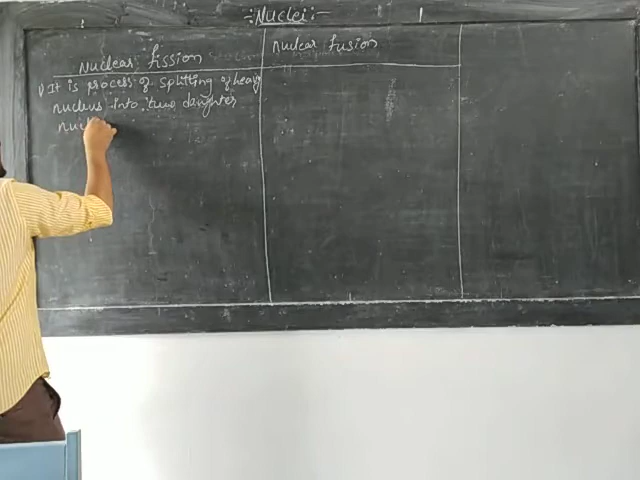 ÷Nuclei:-
Nuclear fission
nuclear fusion
1) It is process of splitting of heavy
nucleus into two daughter
nuc